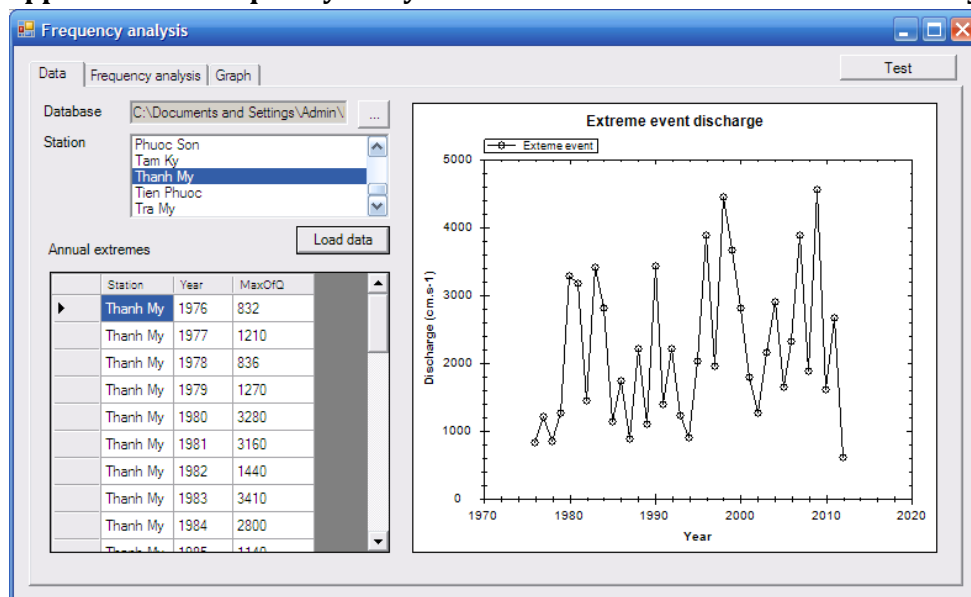 Frequency analysis
Data Frequency analysis Graph Test
Database C:\Documents and Settings\Admin\ ...
Station
Phuoc Son
Tam Ky
Thanh My
Tien Phuoc
Tra My
Load data
Annual extremes
Station Year MaxOfQ
Thanh My 1976 832
Thanh My 1977 1210
Thanh My 1978 836
Thanh My 1979 1270
Thanh My 1980 3280
Thanh My 1981 3160
Thanh My 1982 1440
Thanh My 1983 3410
Thanh My 1984 2800
Thanh My 1985 1140
Extreme event discharge
Exteme event
5000
4000
3000
2000
1000
0
Discharge (cm.s-1)
1970 1980 1990 2000 2010 2020
Year